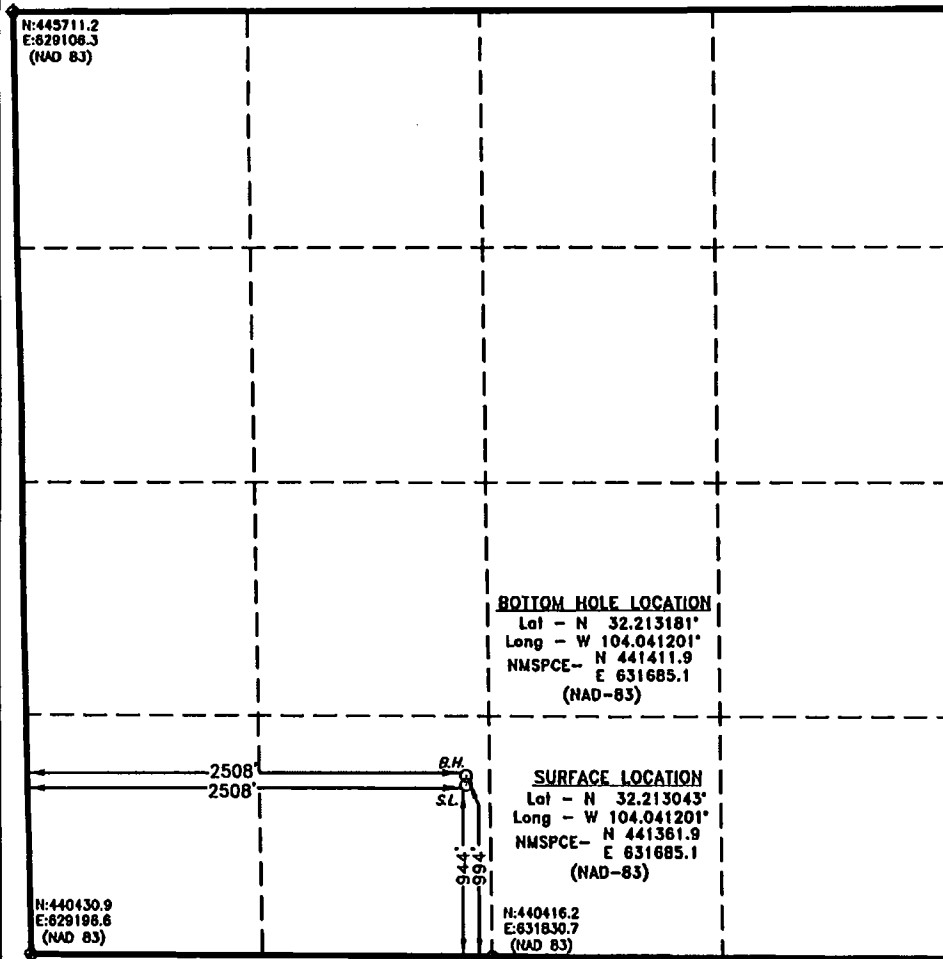 N:445711.2
E:629106.3
(NAD 83)
BOTTOM HOLE LOCATION
Lat - N 32.213181°
Long - W 104.041201°
NMSPCE- N 441411.9
E 631685.1
(NAD-83)
2508'
B.H.
2508'
S.L.
SURFACE LOCATION
Lat - N 32.213043°
Long - W 104.041201°
NMSPCE- N 441361.9
E 631685.1
(NAD-83)
944'
994'
N:440430.9
E:629198.6
(NAD 83)
N:440416.2
E:631830.7
(NAD 83)